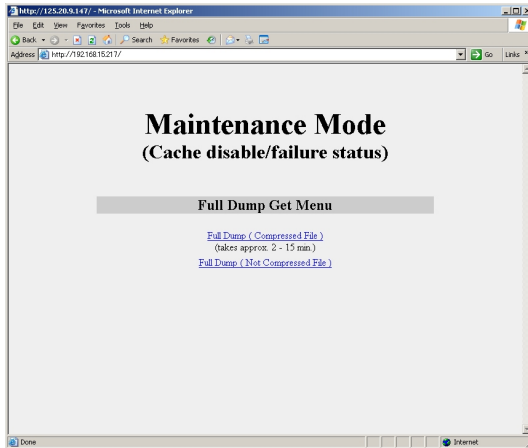 http://125.20.9.147/ - Microsoft Internet Explorer
File Edit View Favorites Tools Help
Back Search Favorites
Address http://192.168.15.217/ Go Links »
Maintenance Mode
(Cache disable/failure status)
Full Dump Get Menu
Full Dump ( Compressed File )
(takes approx. 2 - 15 min.)
Full Dump ( Not Compressed File )
Done Internet